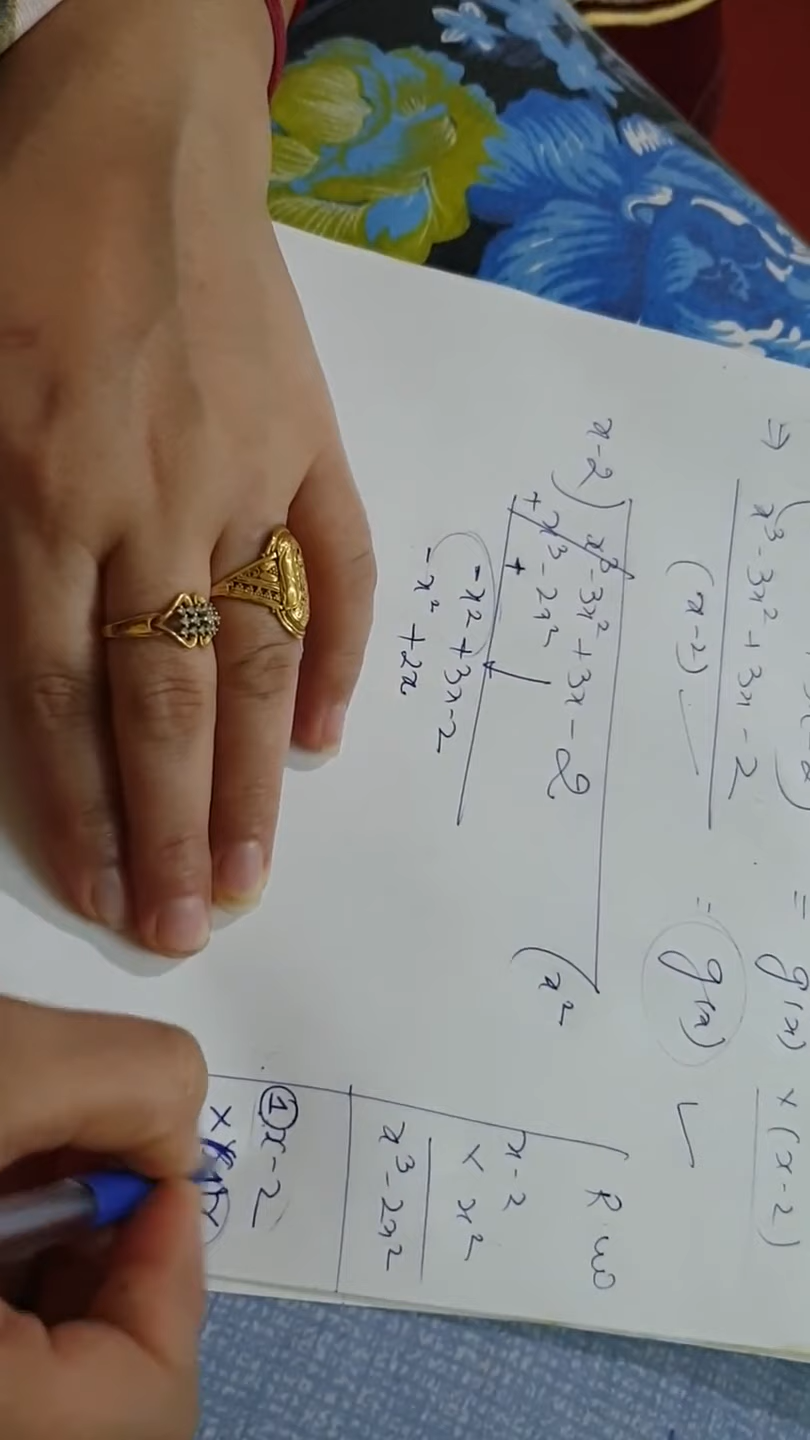 = g(x) × (x-2)
⇒ x³ - 3x² + 3x - 2
(x-2)
= g(x) ✓
x-2) x³ - 3x² + 3x - 2 (x²
x³ - 2x²
- +
-x² + 3x - 2
-x² + 2x
R.w
x-2
× x²
x³ - 2x²
① x-2